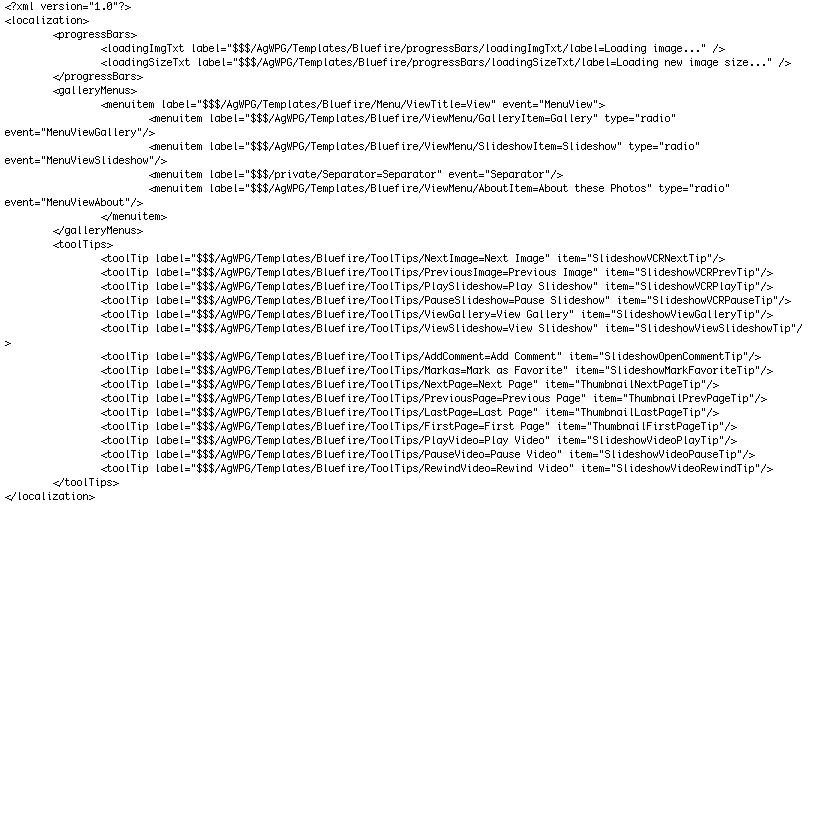 <?xml version="1.0"?>
<localization>
	<progressBars>
		<loadingImgTxt label="$$$/AgWPG/Templates/Bluefire/progressBars/loadingImgTxt/label=Loading image..." />
		<loadingSizeTxt label="$$$/AgWPG/Templates/Bluefire/progressBars/loadingSizeTxt/label=Loading new image size..." />
	</progressBars>
	<galleryMenus>
		<menuitem label="$$$/AgWPG/Templates/Bluefire/Menu/ViewTitle=View" event="MenuView">
			<menuitem label="$$$/AgWPG/Templates/Bluefire/ViewMenu/GalleryItem=Gallery" type="radio"
event="MenuViewGallery"/>
			<menuitem label="$$$/AgWPG/Templates/Bluefire/ViewMenu/SlideshowItem=Slideshow" type="radio"
event="MenuViewSlideshow"/>
			<menuitem label="$$$/private/Separator=Separator" event="Separator"/>
			<menuitem label="$$$/AgWPG/Templates/Bluefire/ViewMenu/AboutItem=About these Photos" type="radio"
event="MenuViewAbout"/>
		</menuitem>
	</galleryMenus>
	<toolTips>
		<toolTip label="$$$/AgWPG/Templates/Bluefire/ToolTips/NextImage=Next Image" item="SlideshowVCRNextTip"/>
		<toolTip label="$$$/AgWPG/Templates/Bluefire/ToolTips/PreviousImage=Previous Image" item="SlideshowVCRPrevTip"/>
		<toolTip label="$$$/AgWPG/Templates/Bluefire/ToolTips/PlaySlideshow=Play Slideshow" item="SlideshowVCRPlayTip"/>
		<toolTip label="$$$/AgWPG/Templates/Bluefire/ToolTips/PauseSlideshow=Pause Slideshow" item="SlideshowVCRPauseTip"/>
		<toolTip label="$$$/AgWPG/Templates/Bluefire/ToolTips/ViewGallery=View Gallery" item="SlideshowViewGalleryTip"/>
		<toolTip label="$$$/AgWPG/Templates/Bluefire/ToolTips/ViewSlideshow=View Slideshow" item="SlideshowViewSlideshowTip"/
>
		<toolTip label="$$$/AgWPG/Templates/Bluefire/ToolTips/AddComment=Add Comment" item="SlideshowOpenCommentTip"/>
		<toolTip label="$$$/AgWPG/Templates/Bluefire/ToolTips/Markas=Mark as Favorite" item="SlideshowMarkFavoriteTip"/>
		<toolTip label="$$$/AgWPG/Templates/Bluefire/ToolTips/NextPage=Next Page" item="ThumbnailNextPageTip"/>
		<toolTip label="$$$/AgWPG/Templates/Bluefire/ToolTips/PreviousPage=Previous Page" item="ThumbnailPrevPageTip"/>
		<toolTip label="$$$/AgWPG/Templates/Bluefire/ToolTips/LastPage=Last Page" item="ThumbnailLastPageTip"/>
		<toolTip label="$$$/AgWPG/Templates/Bluefire/ToolTips/FirstPage=First Page" item="ThumbnailFirstPageTip"/>
		<toolTip label="$$$/AgWPG/Templates/Bluefire/ToolTips/PlayVideo=Play Video" item="SlideshowVideoPlayTip"/>
		<toolTip label="$$$/AgWPG/Templates/Bluefire/ToolTips/PauseVideo=Pause Video" item="SlideshowVideoPauseTip"/>
		<toolTip label="$$$/AgWPG/Templates/Bluefire/ToolTips/RewindVideo=Rewind Video" item="SlideshowVideoRewindTip"/>
	</toolTips>
</localization>